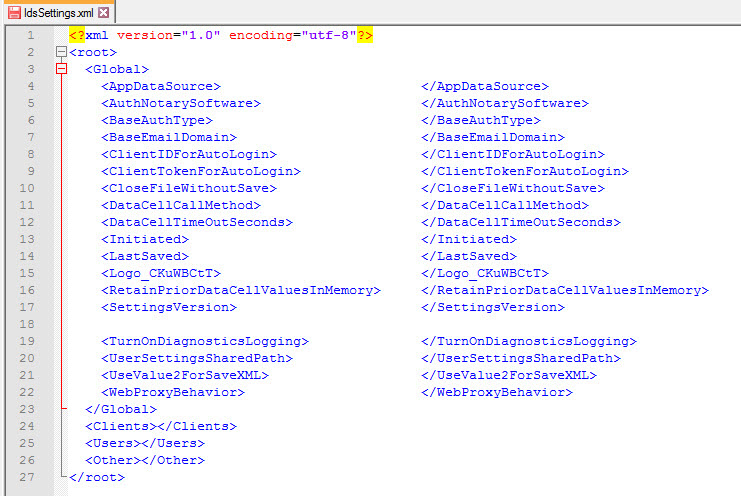 IdsSettings.xml
1 <?xml version="1.0" encoding="utf-8"?>
2 <root>
3 <Global>
4 <AppDataSource> </AppDataSource>
5 <AuthNotarySoftware> </AuthNotarySoftware>
6 <BaseAuthType> </BaseAuthType>
7 <BaseEmailDomain> </BaseEmailDomain>
8 <ClientIDForAutoLogin> </ClientIDForAutoLogin>
9 <ClientTokenForAutoLogin> </ClientTokenForAutoLogin>
10 <CloseFileWithoutSave> </CloseFileWithoutSave>
11 <DataCellCallMethod> </DataCellCallMethod>
12 <DataCellTimeOutSeconds> </DataCellTimeOutSeconds>
13 <Initiated> </Initiated>
14 <LastSaved> </LastSaved>
15 <Logo_CKuWBCtT> </Logo_CKuWBCtT>
16 <RetainPriorDataCellValuesInMemory> </RetainPriorDataCellValuesInMemory>
17 <SettingsVersion> </SettingsVersion>
18
19 <TurnOnDiagnosticsLogging> </TurnOnDiagnosticsLogging>
20 <UserSettingsSharedPath> </UserSettingsSharedPath>
21 <UseValue2ForSaveXML> </UseValue2ForSaveXML>
22 <WebProxyBehavior> </WebProxyBehavior>
23 </Global>
24 <Clients></Clients>
25 <Users></Users>
26 <Other></Other>
27 </root>